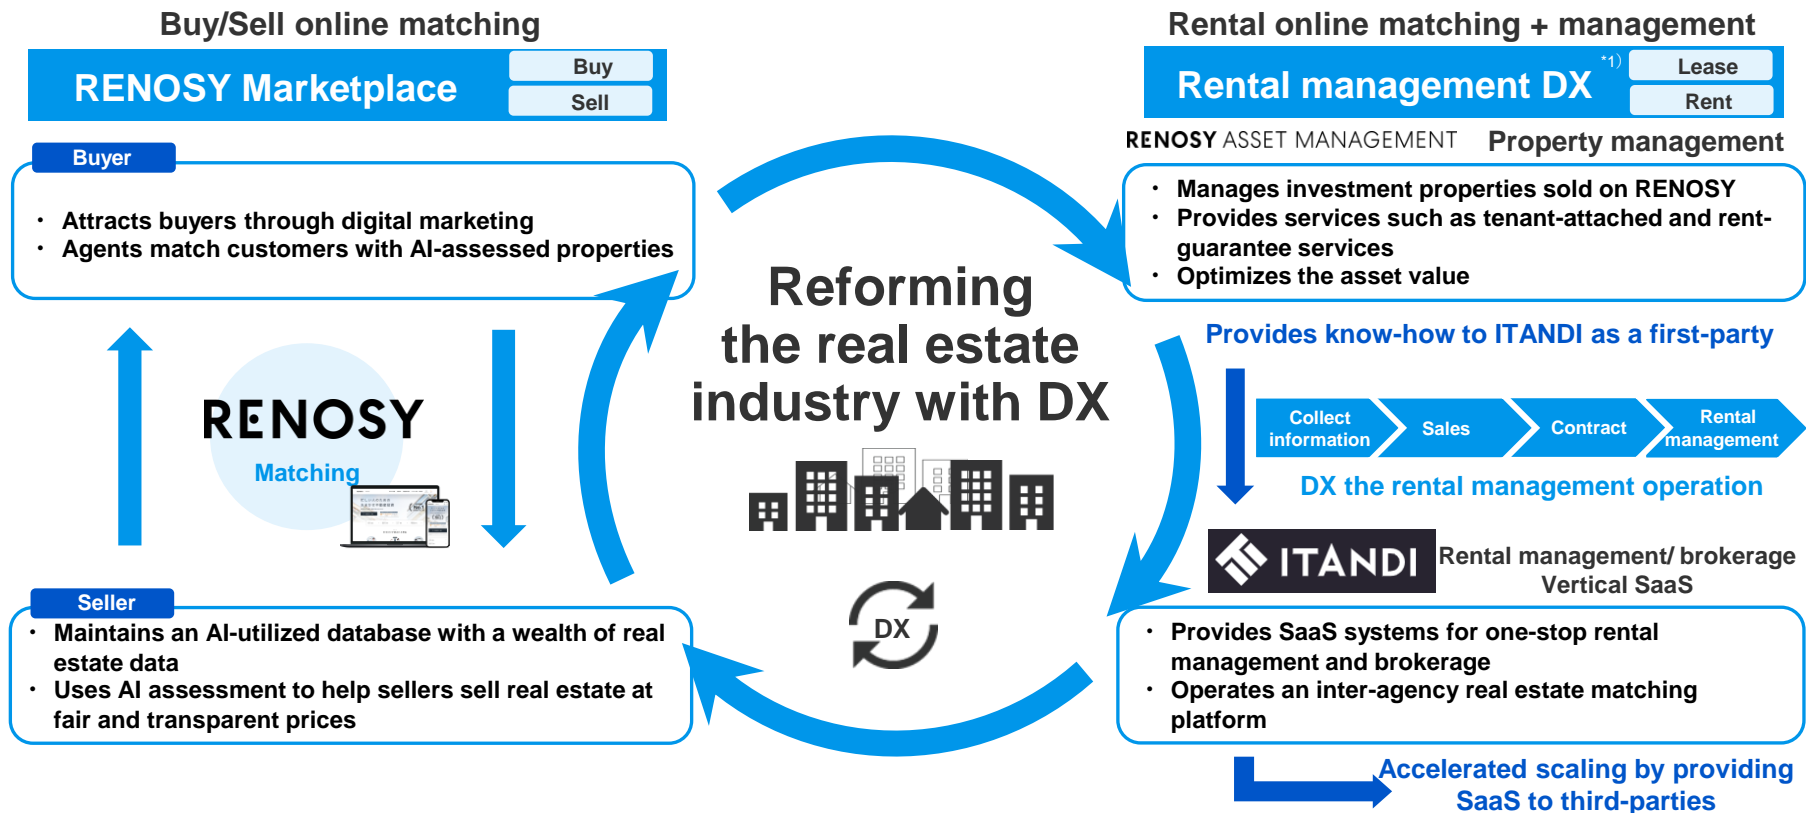 Buy/Sell online matching
RENOSY Marketplace
Buy
Sell
Buyer
・ Attracts buyers through digital marketing
・ Agents match customers with AI-assessed properties
RENOSY
Matching
Seller
・ Maintains an AI-utilized database with a wealth of real
estate data
・ Uses AI assessment to help sellers sell real estate at
fair and transparent prices
Reforming
the real estate
industry with DX
DX
Rental online matching + management
Rental management DX *1)
Lease
Rent
RENOSY ASSET MANAGEMENT Property management
・ Manages investment properties sold on RENOSY
・ Provides services such as tenant-attached and rent-
guarantee services
・ Optimizes the asset value
Provides know-how to ITANDI as a first-party
Collect
information
Sales
Contract
Rental
management
DX the rental management operation
ITANDI
Rental management/ brokerage
Vertical SaaS
・ Provides SaaS systems for one-stop rental
management and brokerage
・ Operates an inter-agency real estate matching
platform
Accelerated scaling by providing
SaaS to third-parties